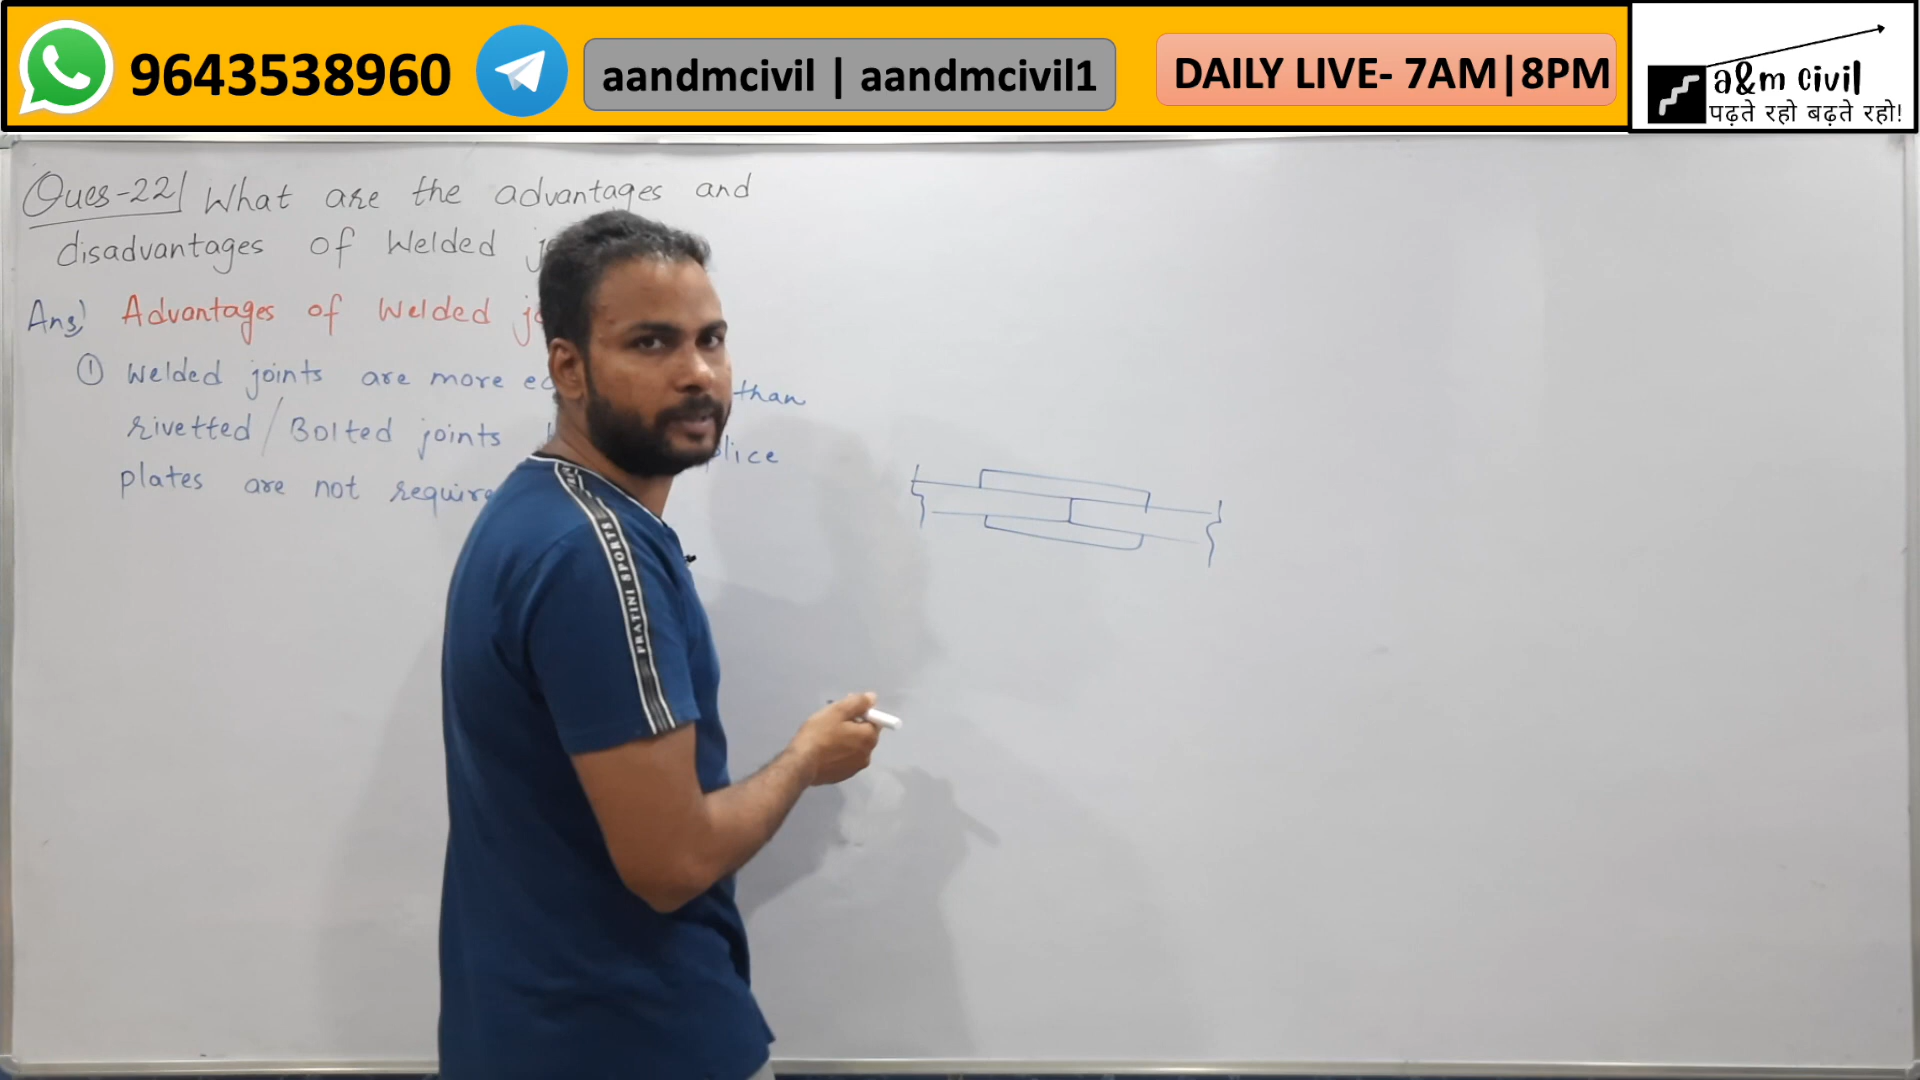 9643538960
aandmcivil | aandmcivil1
DAILY LIVE- 7AM|8PM
a&m civil
पढ़ते रहो बढ़ते रहो!
Ques-22| What are the advantages and
disadvantages of Welded
Ans) Advantages of Welded
① Welded joints are more than
rivetted / Bolted joints
plates are not
PRATINI SPORTS